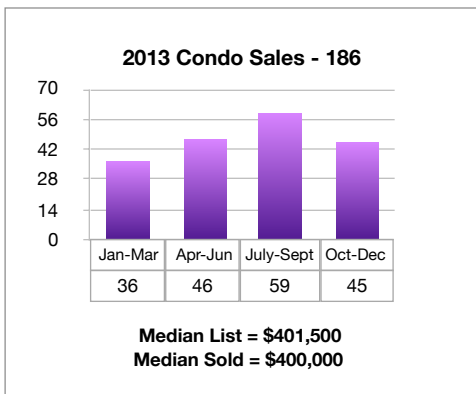 2013 Condo Sales - 186
70
56
42
28
14
0
Jan-Mar Apr-Jun July-Sept Oct-Dec
36 46 59 45
Median List = $401,500
Median Sold = $400,000